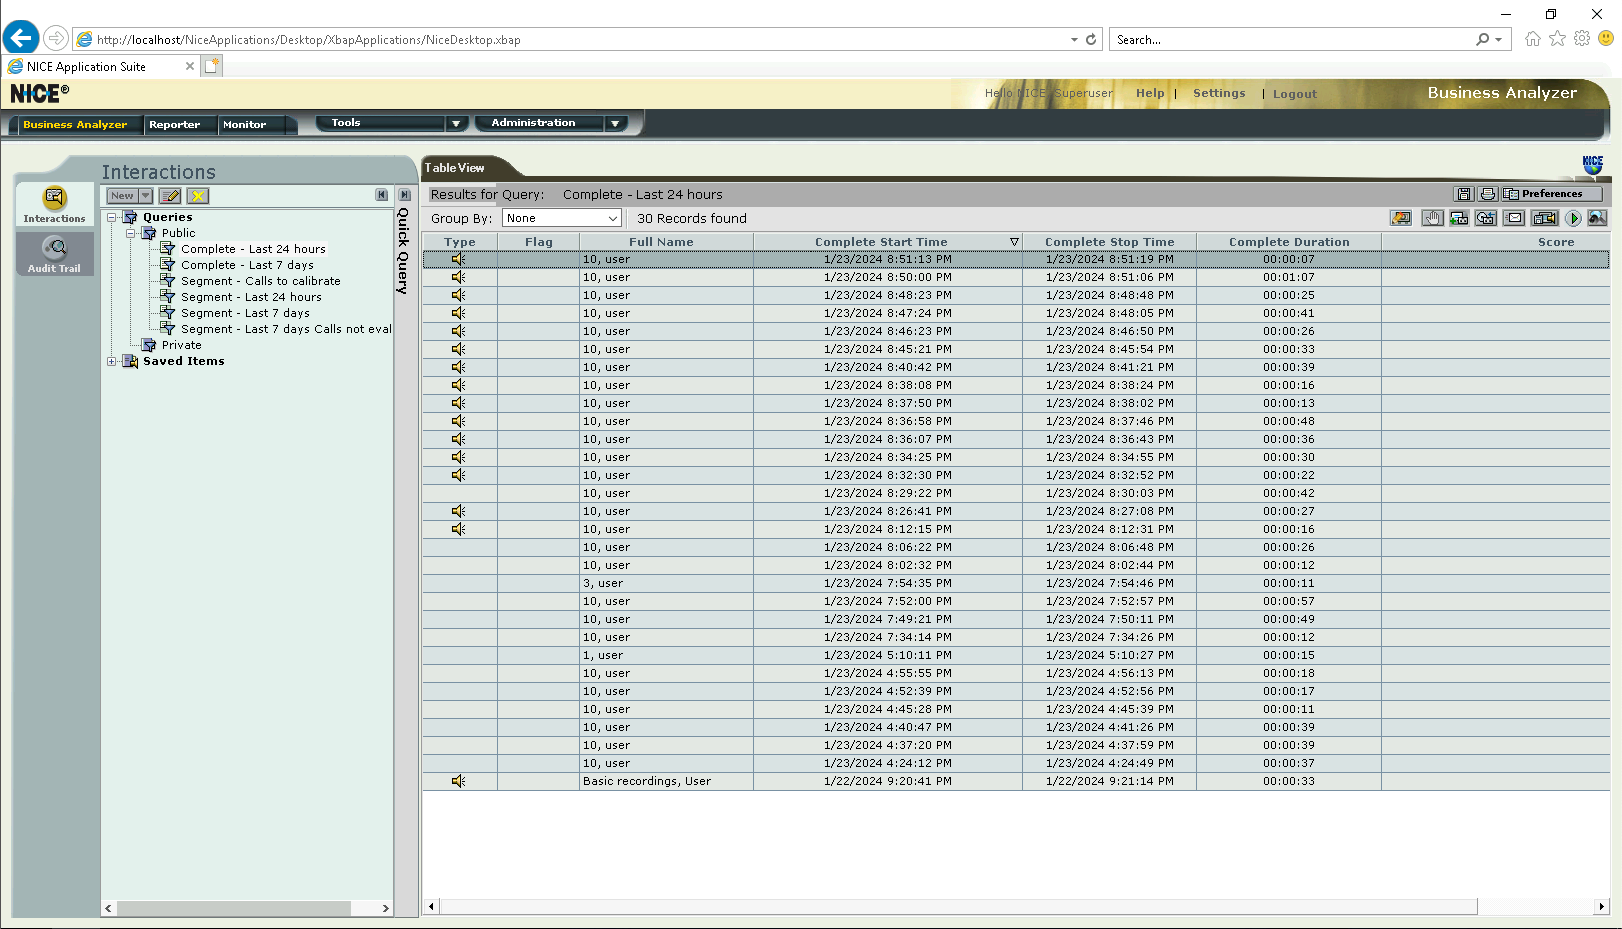 http://localhost/NiceApplications/Desktop/XbapApplications/NiceDesktop.xbap
Search...
NICE Application Suite
NICE®
Hello NICE, Superuser Help | Settings | Logout
Business Analyzer
Business Analyzer Reporter Monitor Tools Administration
Interactions
Table View
NICE
New
Results for Query: Complete - Last 24 hours
Preferences
Group By: None 30 Records found
Interactions
Audit Trail
Queries
Public
Complete - Last 24 hours
Complete - Last 7 days
Segment - Calls to calibrate
Segment - Last 24 hours
Segment - Last 7 days
Segment - Last 7 days Calls not eval
Private
Saved Items
Quick Query
Type Flag Full Name Complete Start Time Complete Stop Time Complete Duration Score
10, user 1/23/2024 8:51:13 PM 1/23/2024 8:51:19 PM 00:00:07
10, user 1/23/2024 8:50:00 PM 1/23/2024 8:51:06 PM 00:01:07
10, user 1/23/2024 8:48:23 PM 1/23/2024 8:48:48 PM 00:00:25
10, user 1/23/2024 8:47:24 PM 1/23/2024 8:48:05 PM 00:00:41
10, user 1/23/2024 8:46:23 PM 1/23/2024 8:46:50 PM 00:00:26
10, user 1/23/2024 8:45:21 PM 1/23/2024 8:45:54 PM 00:00:33
10, user 1/23/2024 8:40:42 PM 1/23/2024 8:41:21 PM 00:00:39
10, user 1/23/2024 8:38:08 PM 1/23/2024 8:38:24 PM 00:00:16
10, user 1/23/2024 8:37:50 PM 1/23/2024 8:38:02 PM 00:00:13
10, user 1/23/2024 8:36:58 PM 1/23/2024 8:37:46 PM 00:00:48
10, user 1/23/2024 8:36:07 PM 1/23/2024 8:36:43 PM 00:00:36
10, user 1/23/2024 8:34:25 PM 1/23/2024 8:34:55 PM 00:00:30
10, user 1/23/2024 8:32:30 PM 1/23/2024 8:32:52 PM 00:00:22
10, user 1/23/2024 8:29:22 PM 1/23/2024 8:30:03 PM 00:00:42
10, user 1/23/2024 8:26:41 PM 1/23/2024 8:27:08 PM 00:00:27
10, user 1/23/2024 8:12:15 PM 1/23/2024 8:12:31 PM 00:00:16
10, user 1/23/2024 8:06:22 PM 1/23/2024 8:06:48 PM 00:00:26
10, user 1/23/2024 8:02:32 PM 1/23/2024 8:02:44 PM 00:00:12
3, user 1/23/2024 7:54:35 PM 1/23/2024 7:54:46 PM 00:00:11
10, user 1/23/2024 7:52:00 PM 1/23/2024 7:52:57 PM 00:00:57
10, user 1/23/2024 7:49:21 PM 1/23/2024 7:50:11 PM 00:00:49
10, user 1/23/2024 7:34:14 PM 1/23/2024 7:34:26 PM 00:00:12
1, user 1/23/2024 5:10:11 PM 1/23/2024 5:10:27 PM 00:00:15
10, user 1/23/2024 4:55:55 PM 1/23/2024 4:56:13 PM 00:00:18
10, user 1/23/2024 4:52:39 PM 1/23/2024 4:52:56 PM 00:00:17
10, user 1/23/2024 4:45:28 PM 1/23/2024 4:45:39 PM 00:00:11
10, user 1/23/2024 4:40:47 PM 1/23/2024 4:41:26 PM 00:00:39
10, user 1/23/2024 4:37:20 PM 1/23/2024 4:37:59 PM 00:00:39
10, user 1/23/2024 4:24:12 PM 1/23/2024 4:24:49 PM 00:00:37
Basic recordings, User 1/22/2024 9:20:41 PM 1/22/2024 9:21:14 PM 00:00:33